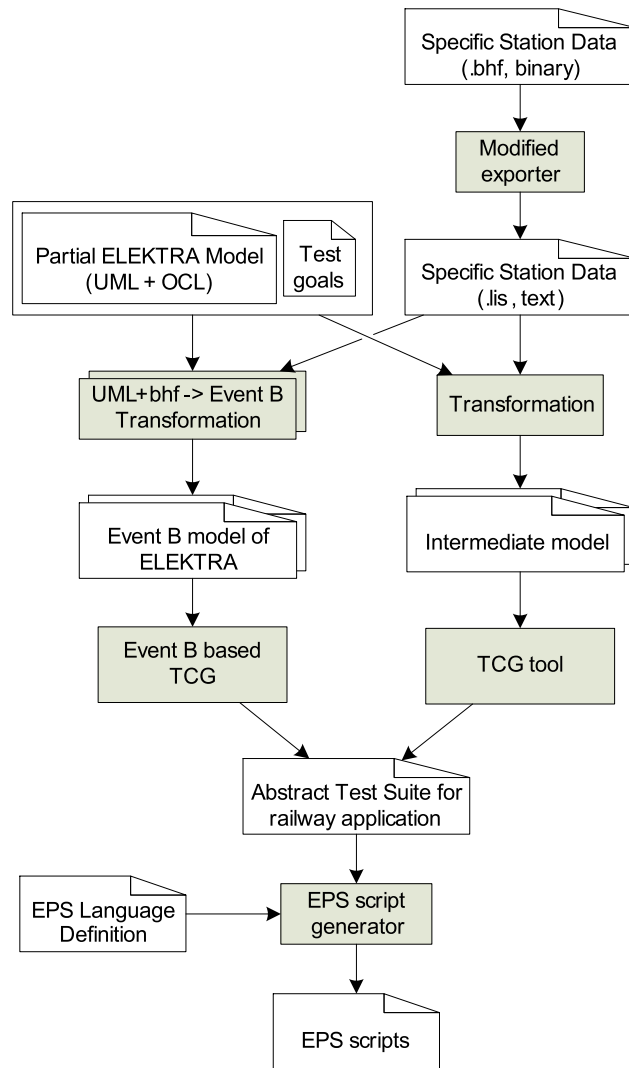 Specific Station Data
(.bhf, binary)
Modified
exporter
Partial ELEKTRA Model
(UML + OCL)
Test
goals
Specific Station Data
(.lis , text)
UML+bhf -> Event B
Transformation
Transformation
Event B model of
ELEKTRA
Intermediate model
Event B based
TCG
TCG tool
Abstract Test Suite for
railway application
EPS Language
Definition
EPS script
generator
EPS scripts